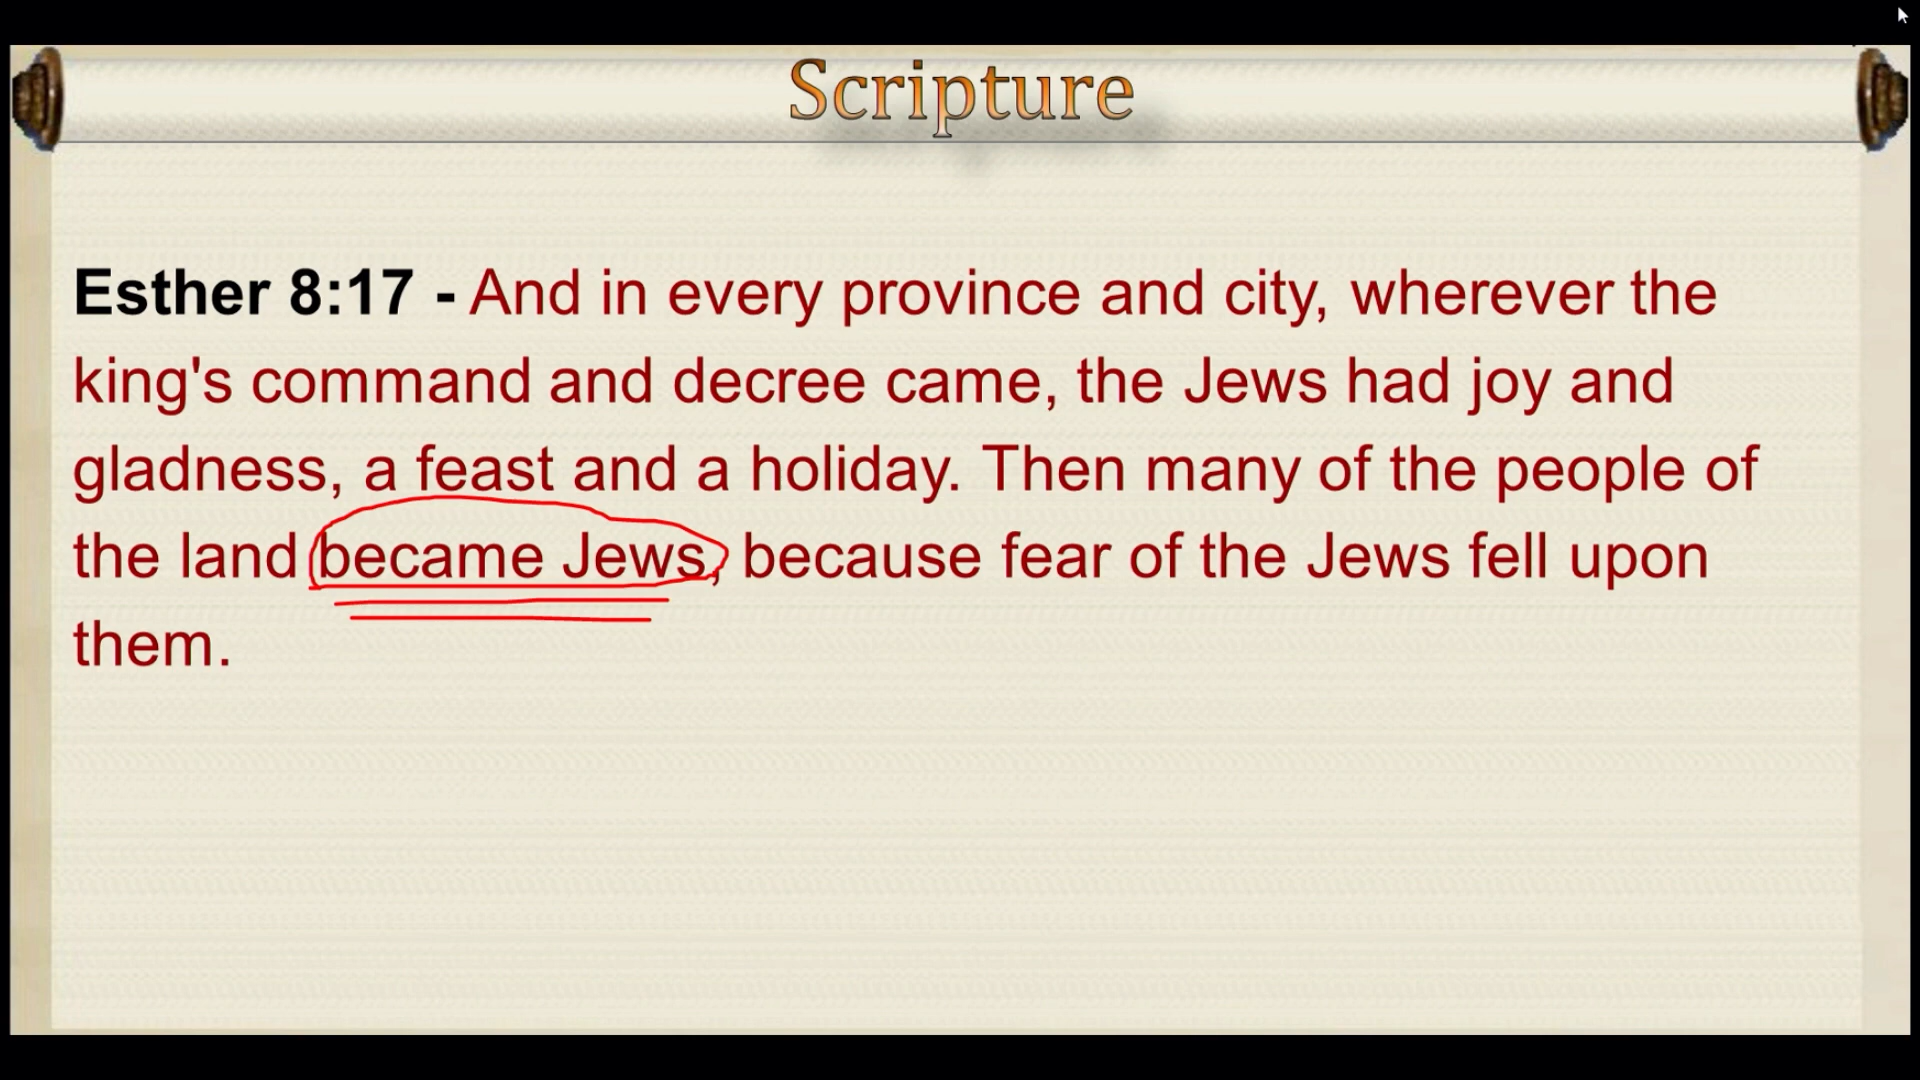 Scripture
Esther 8:17 - And in every province and city, wherever the
king's command and decree came, the Jews had joy and
gladness, a feast and a holiday. Then many of the people of
the land became Jews, because fear of the Jews fell upon
them.